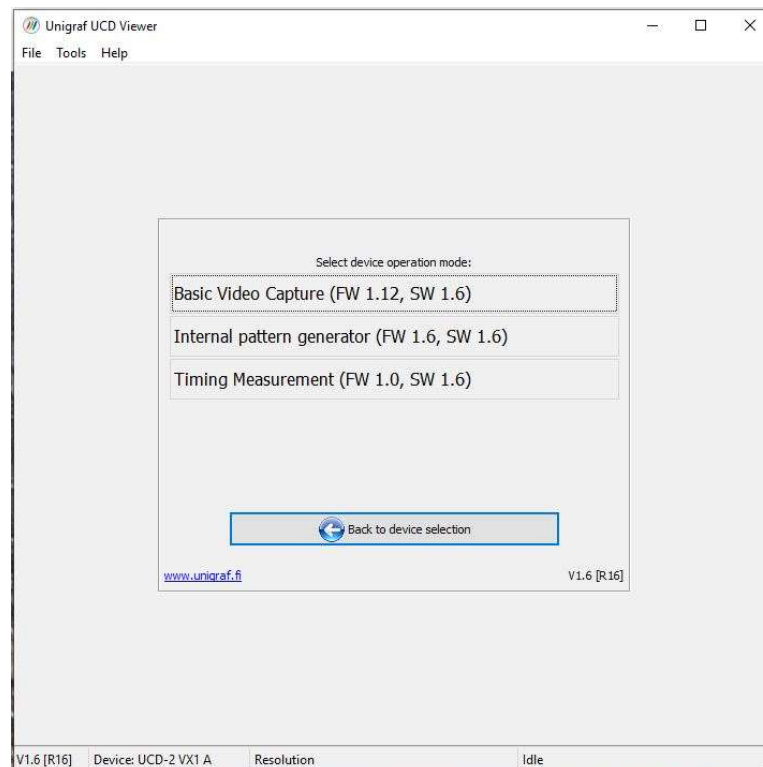 Unigraf UCD Viewer
File Tools Help
Select device operation mode:
Basic Video Capture (FW 1.12, SW 1.6)
Internal pattern generator (FW 1.6, SW 1.6)
Timing Measurement (FW 1.0, SW 1.6)
Back to device selection
www.unigraf.fi V1.6 [R16]
V1.6 [R16] Device: UCD-2 VX1 A Resolution Idle